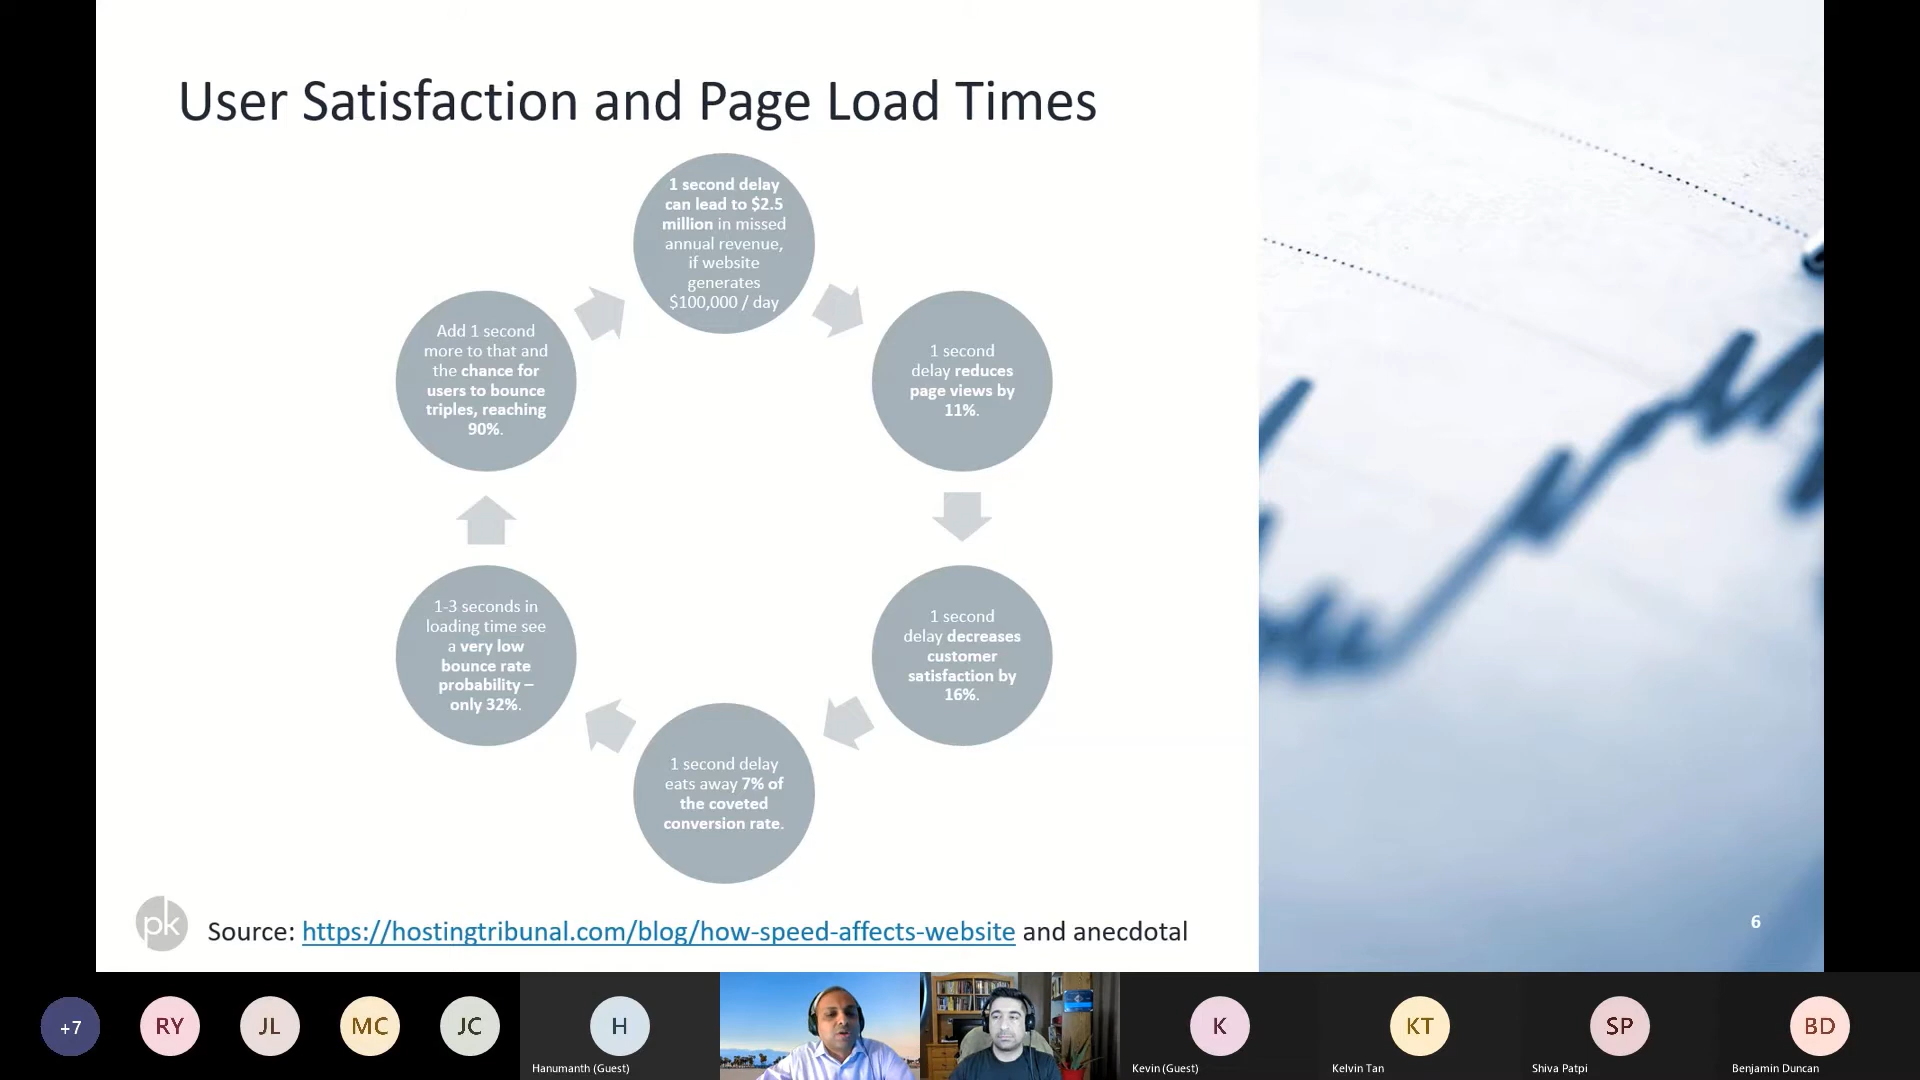 User Satisfaction and Page Load Times
1 second delay
can lead to $2.5
million in missed
annual revenue,
if website
generates
$100,000 / day
1 second
delay reduces
page views by
11%.
1 second
delay decreases
customer
satisfaction by
16%.
1 second delay
eats away 7% of
the coveted
conversion rate.
1-3 seconds in
loading time see
a very low
bounce rate
probability –
only 32%.
Add 1 second
more to that and
the chance for
users to bounce
triples, reaching
90%.
pk
Source: https://hostingtribunal.com/blog/how-speed-affects-website and anecdotal
6
+7
RY
JL
MC
JC
H
Hanumanth (Guest)
K
Kevin (Guest)
KT
Kelvin Tan
SP
Shiva Patpi
BD
Benjamin Duncan